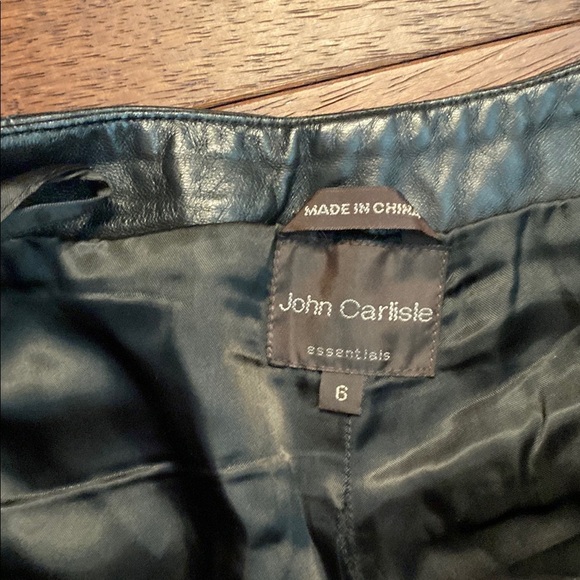 MADE IN CHINA
John Carlisle
essentials
6